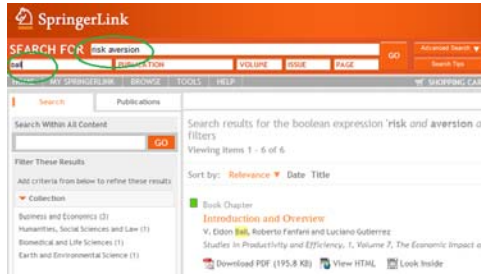 SpringerLink
SEARCH FOR risk aversion
GO
Advanced Search
Search Tips
ball PUBLICATION VOLUME ISSUE PAGE
MY SPRINGERLINK BROWSE TOOLS HELP SHOPPING CAR
Search Publications
Search Within All Content
GO
Filter These Results
Add criteria from below to refine these results
Collection
Business and Economics (3)
Humanities, Social Sciences and Law (1)
Biomedical and Life Sciences (1)
Earth and Environmental Science (1)
Search results for the boolean expression 'risk and aversion a
filters
Viewing Items 1 - 6 of 6
Sort by: Relevance Date Title
Book Chapter
Introduction and Overview
V. Eldon Ball, Roberto Fanfani and Luciano Gutierrez
Studies in Productivity and Efficiency, 1, Volume 7, The Economic Impact o
Download PDF (195.8 KB) View HTML Look Inside